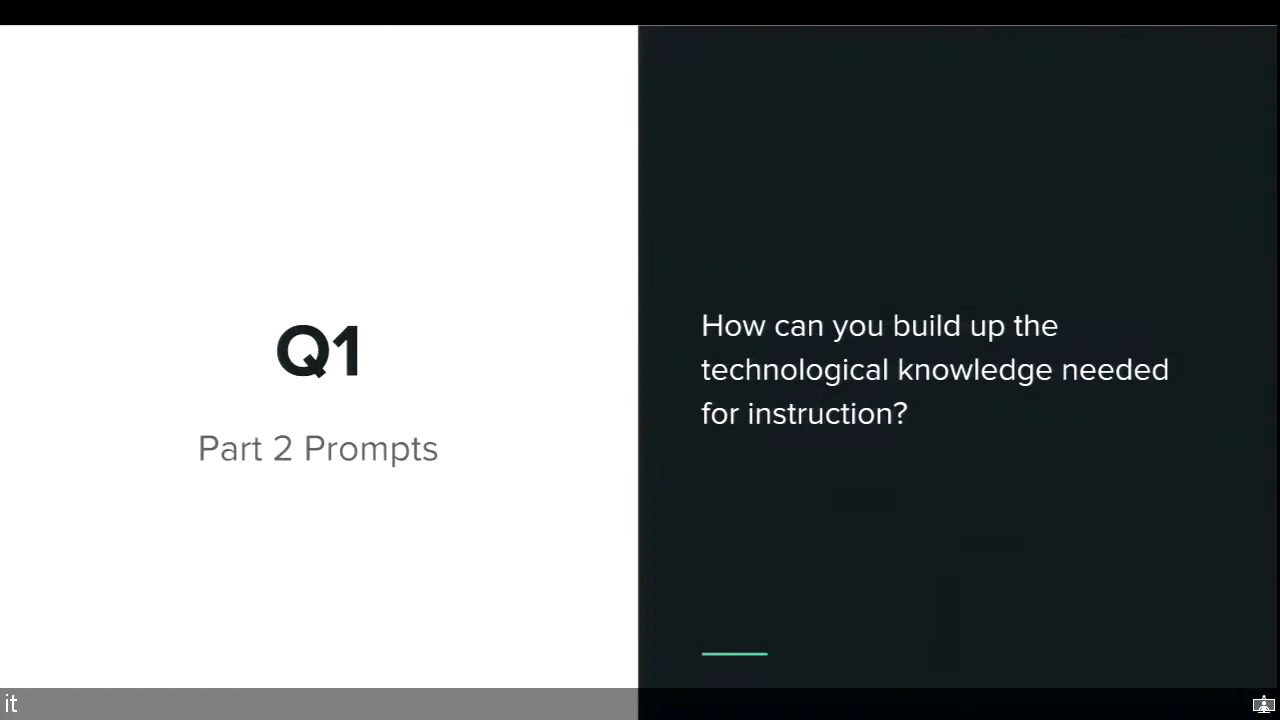 Q1
Part 2 Prompts
How can you build up the
technological knowledge needed
for instruction?
it